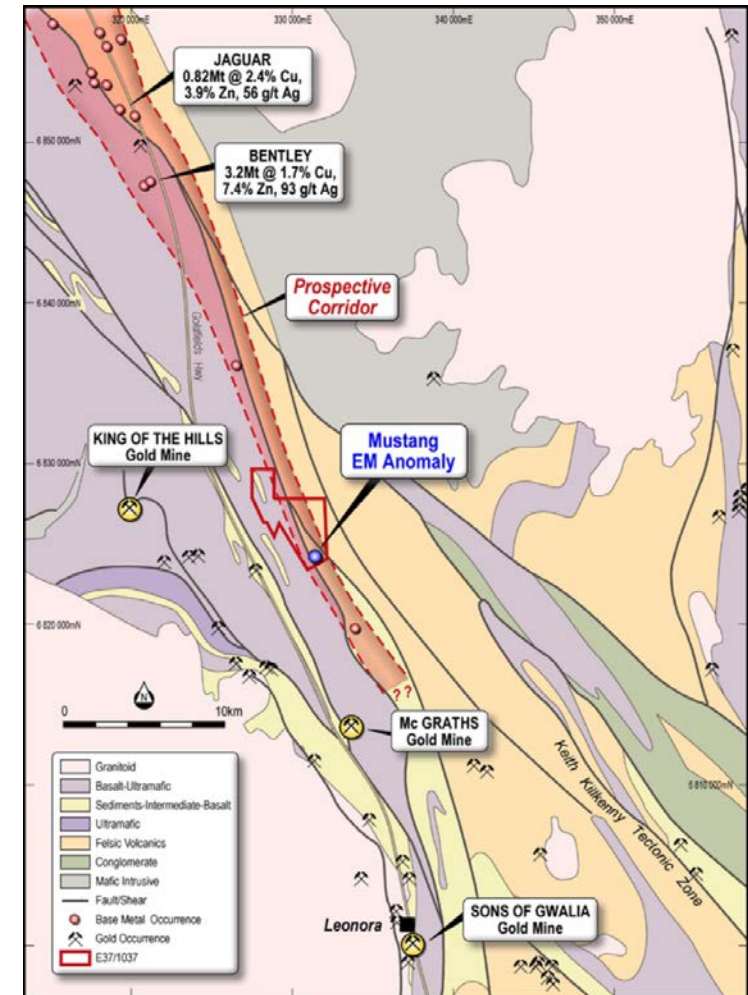 320 000mE
330 000mE
340 000mE
350 000mE
JAGUAR
0.82Mt @ 2.4% Cu,
3.9% Zn, 56 g/t Ag
6 850 000mN
BENTLEY
3.2Mt @ 1.7% Cu,
7.4% Zn, 93 g/t Ag
Prospective
Corridor
6 840 000mN
Goldfields Hwy
KING OF THE HILLS
Gold Mine
Mustang
EM Anomaly
6 830 000mN
6 820 000mN
? ?
N
0
10km
Mc GRATHS
Gold Mine
Keith Kilkenny Tectonic Zone
6 810 000mN
Granitoid
Basalt-Ultramafic
Sediments-Intermediate-Basalt
Ultramafic
Felsic Volcanics
Conglomerate
Mafic Intrusive
Fault/Shear
Base Metal Occurrence
Gold Occurrence
E37/1037
Leonora
SONS OF GWALIA
Gold Mine